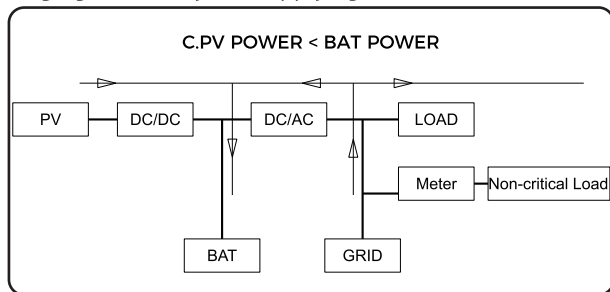 C.PV POWER < BAT POWER
PV
DC/DC
DC/AC
LOAD
Meter
Non-critical Load
BAT
GRID